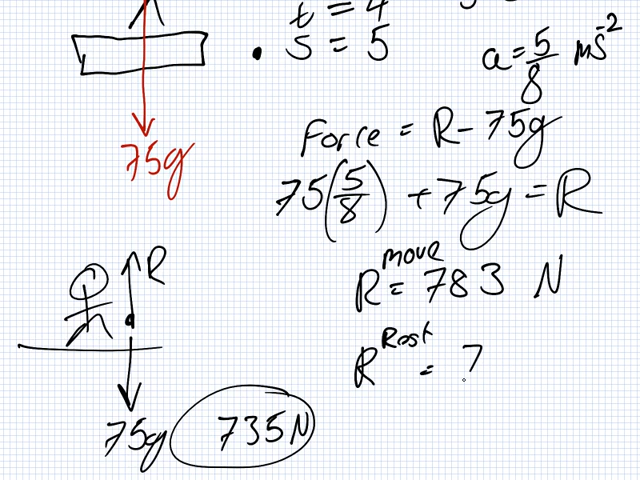 t = 4
S = 5
a = 5/8 ms⁻²
75g
Force = R - 75g
75(5/8) + 75g = R
R
R^move = 783 N
R^Rest = ?
75g
735N